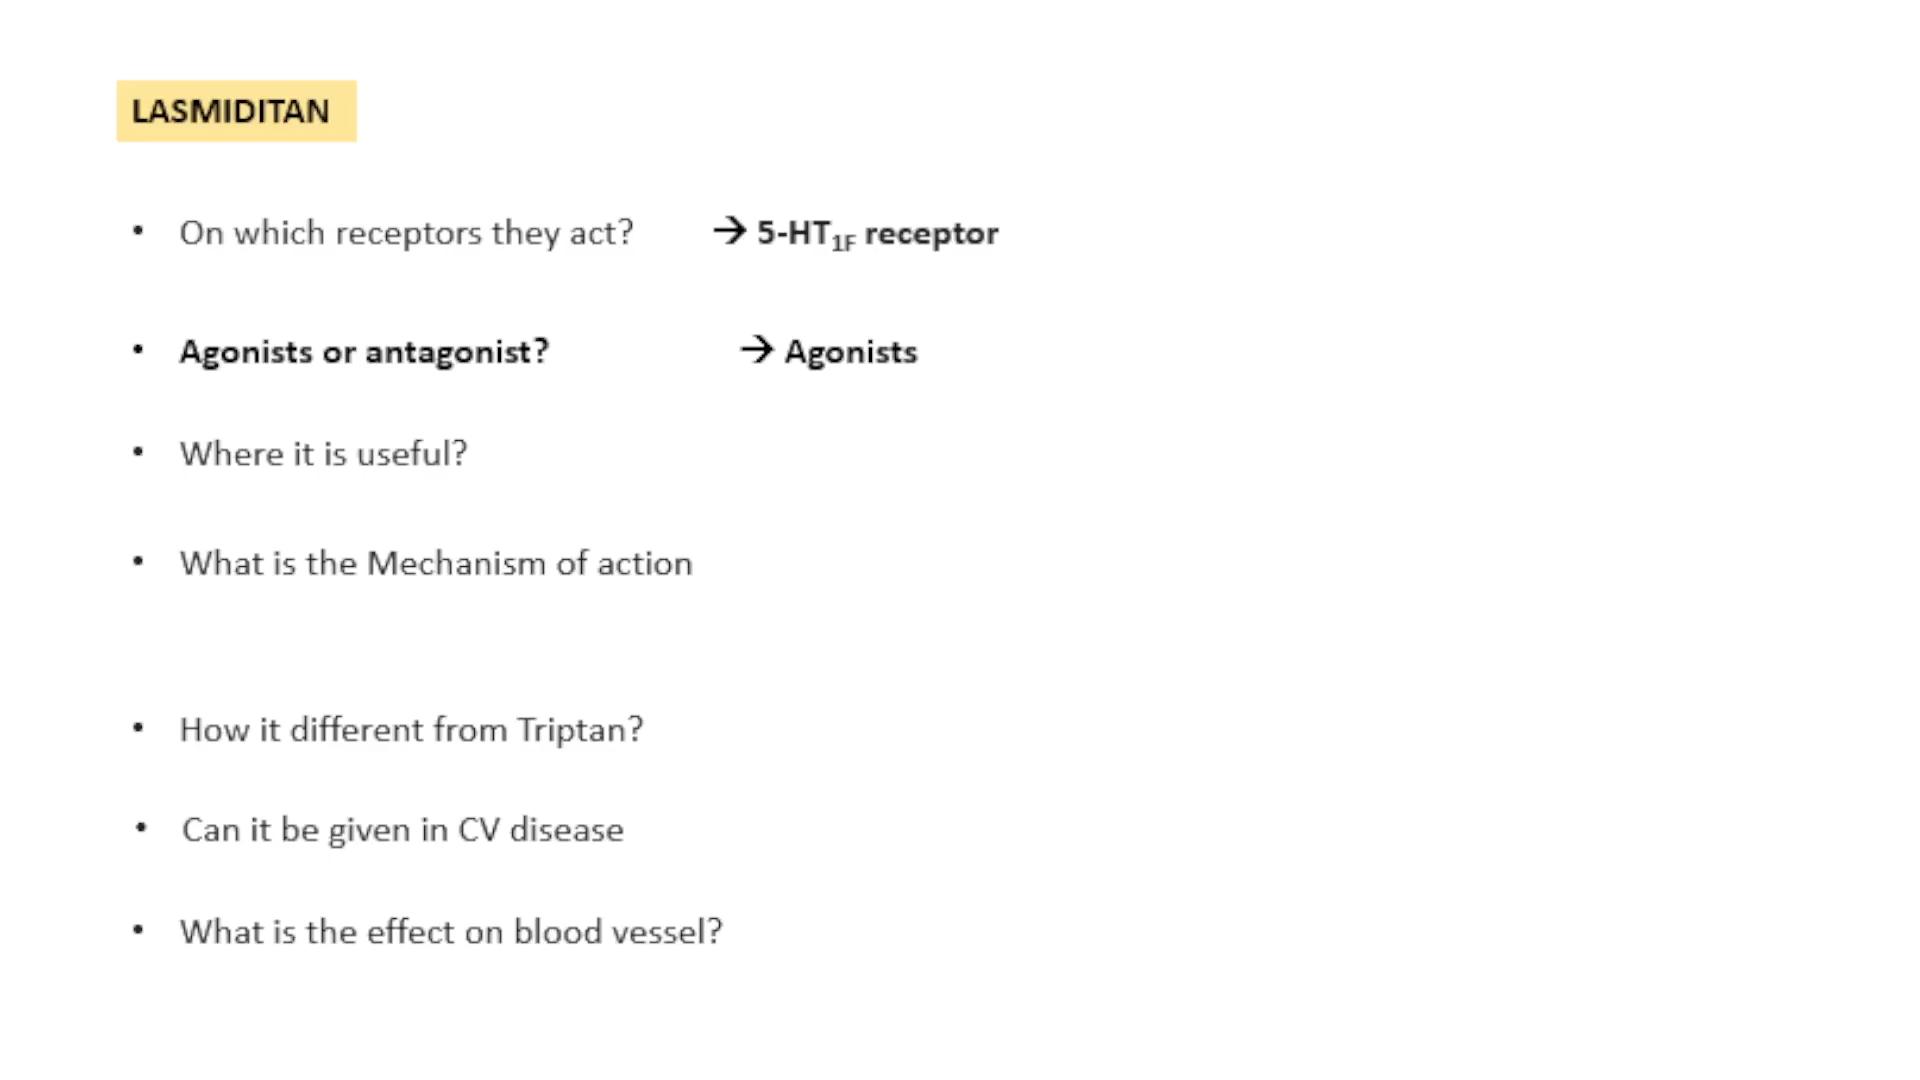 LASMIDITAN
• On which receptors they act? → 5-HT1F receptor
• Agonists or antagonist? → Agonists
• Where it is useful?
• What is the Mechanism of action
• How it different from Triptan?
• Can it be given in CV disease
• What is the effect on blood vessel?